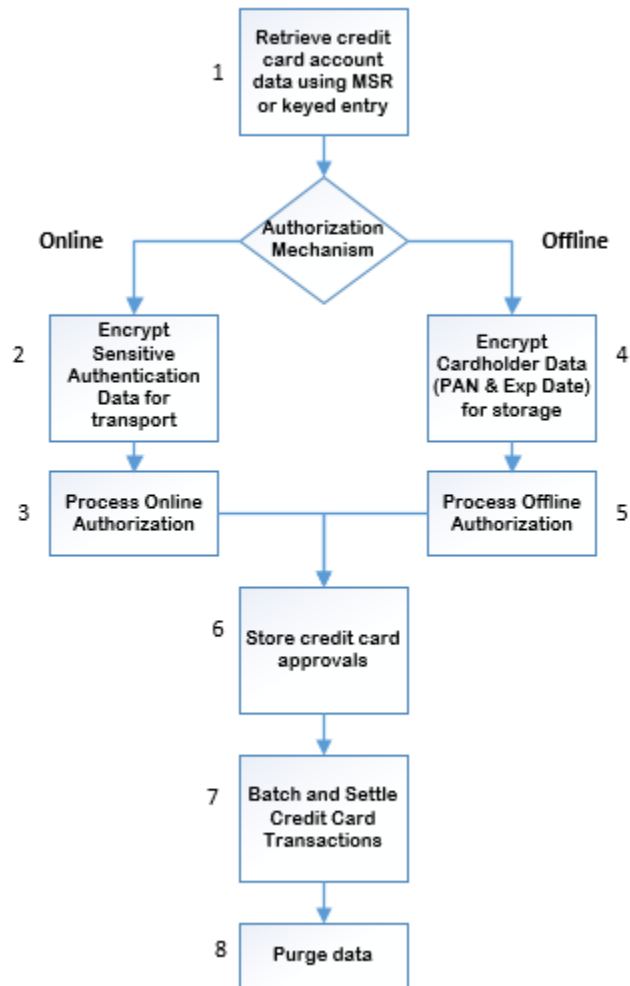 1
Retrieve credit
card account
data using MSR
or keyed entry
Authorization
Mechanism
Online
Offline
2
Encrypt
Sensitive
Authentication
Data for
transport
4
Encrypt
Cardholder Data
(PAN & Exp Date)
for storage
3
Process Online
Authorization
5
Process Offline
Authorization
6
Store credit card
approvals
7
Batch and Settle
Credit Card
Transactions
8
Purge data